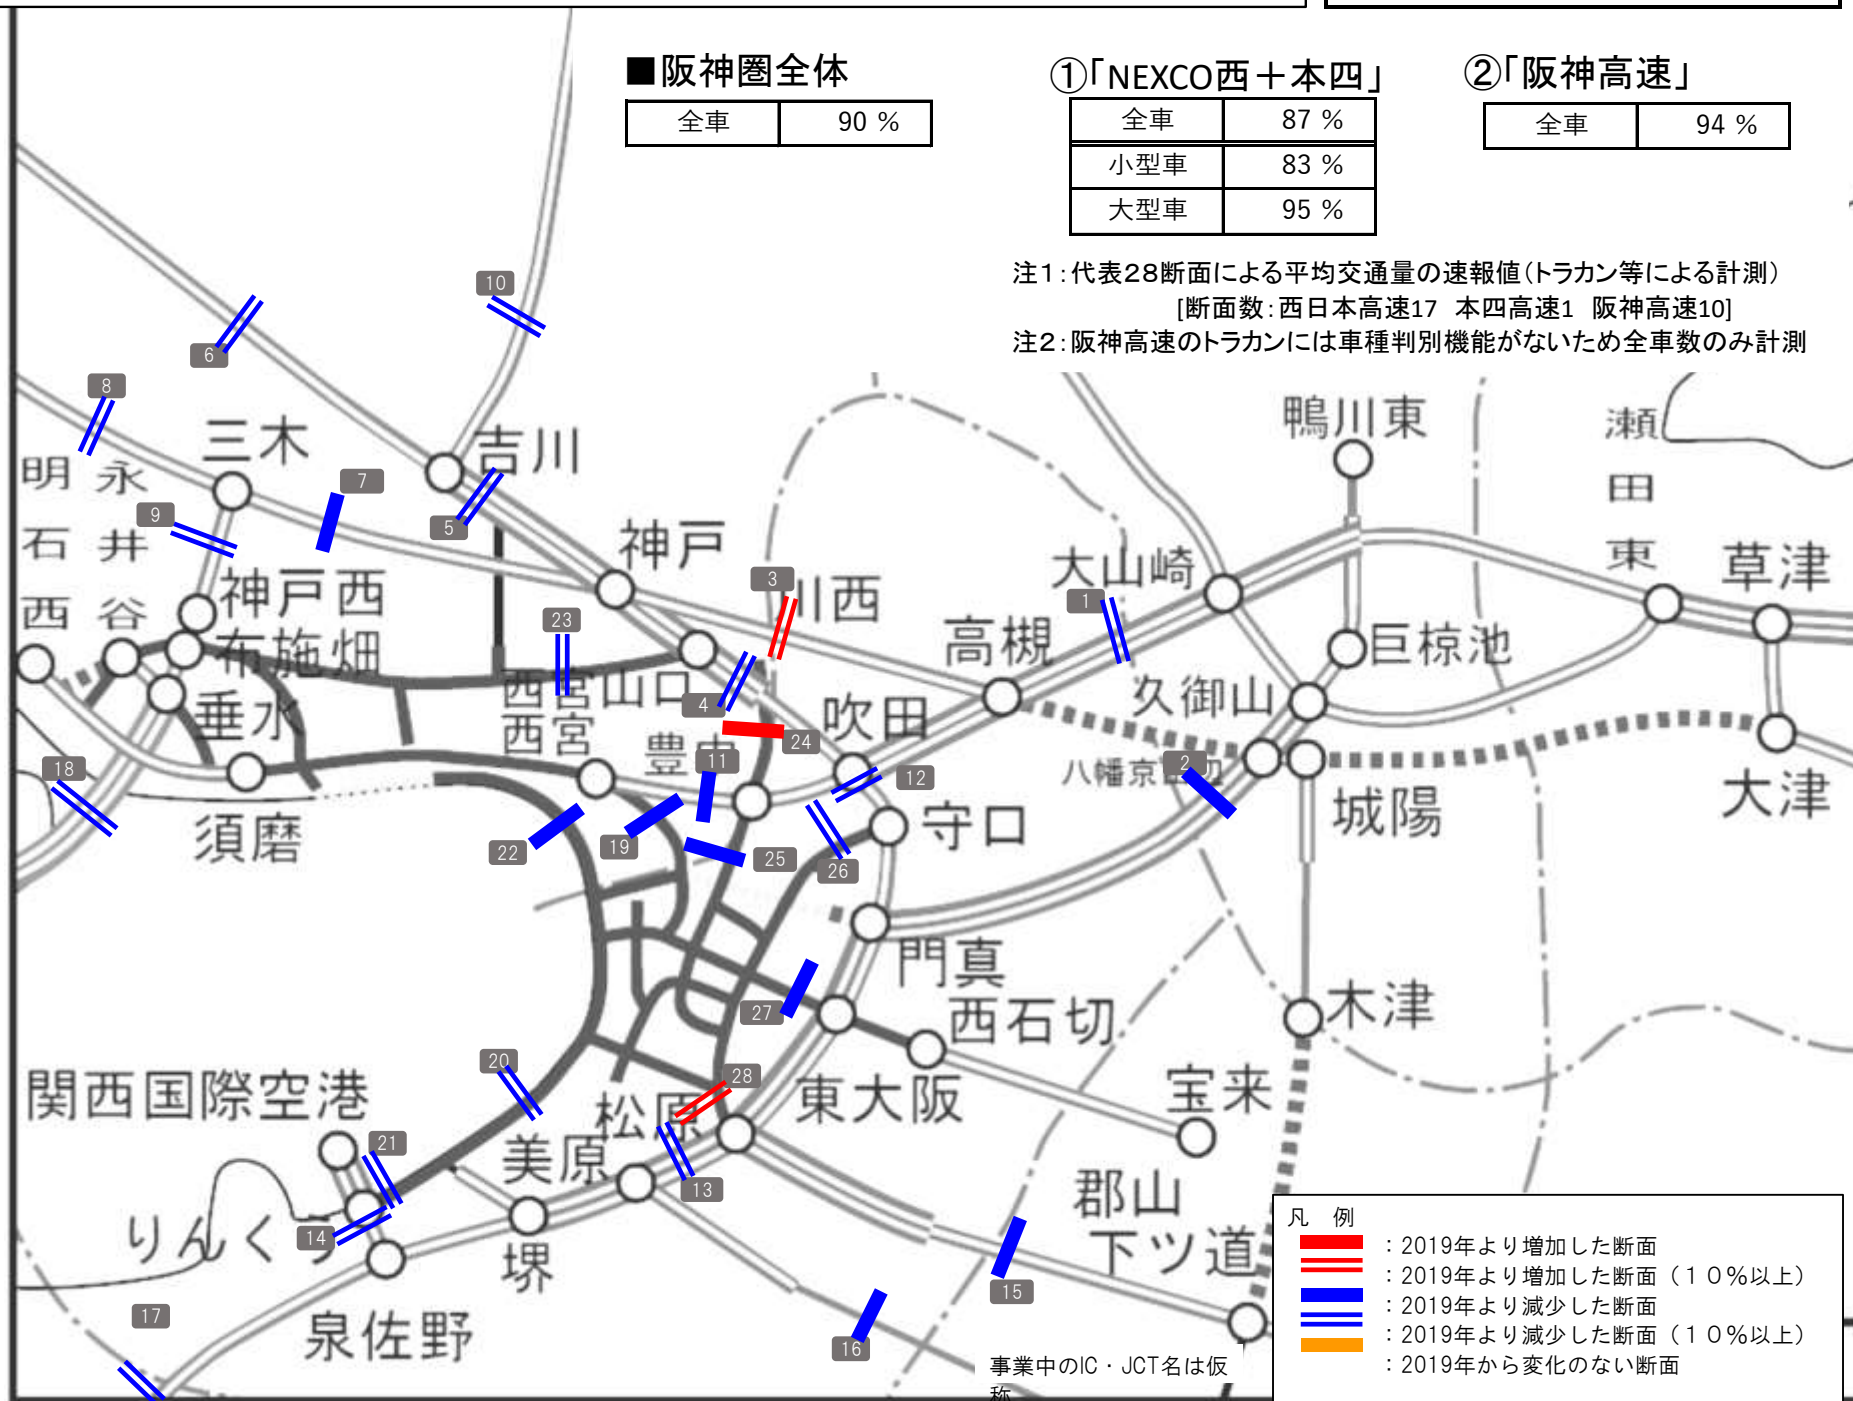 ■阪神圏全体
全車 90 %
①「NEXCO西＋本四」
全車 87 %
小型車 83 %
大型車 95 %
②「阪神高速」
全車 94 %
注１：代表28断面による平均交通量の速報値（トラカン等による計測）
[断面数：西日本高速17 本四高速1 阪神高速10]
注２：阪神高速のトラカンには車種判別機能がないため全車数のみ計測
10
6
8
三木
吉川
鴨川東
瀬田東
明石西
永井谷
7
9
5
神戸
3
川西
大山崎
1
草津
神戸西
布施畑
23
高槻
巨椋池
西宮山口
西宮
4
久御山
垂水
吹田
24
豊中
11
12
18
八幡京田辺
2
大津
城陽
須磨
22
19
25
26
守口
門真
27
西石切
木津
20
28
関西国際空港
松原
東大阪
宝来
21
美原
13
郡山
下ツ道
りんくう
14
堺
15
17
泉佐野
16
事業中のIC・JCT名は仮
称
凡 例
：2019年より増加した断面
：2019年より増加した断面（１０％以上）
：2019年より減少した断面
：2019年より減少した断面（１０％以上）
：2019年から変化のない断面